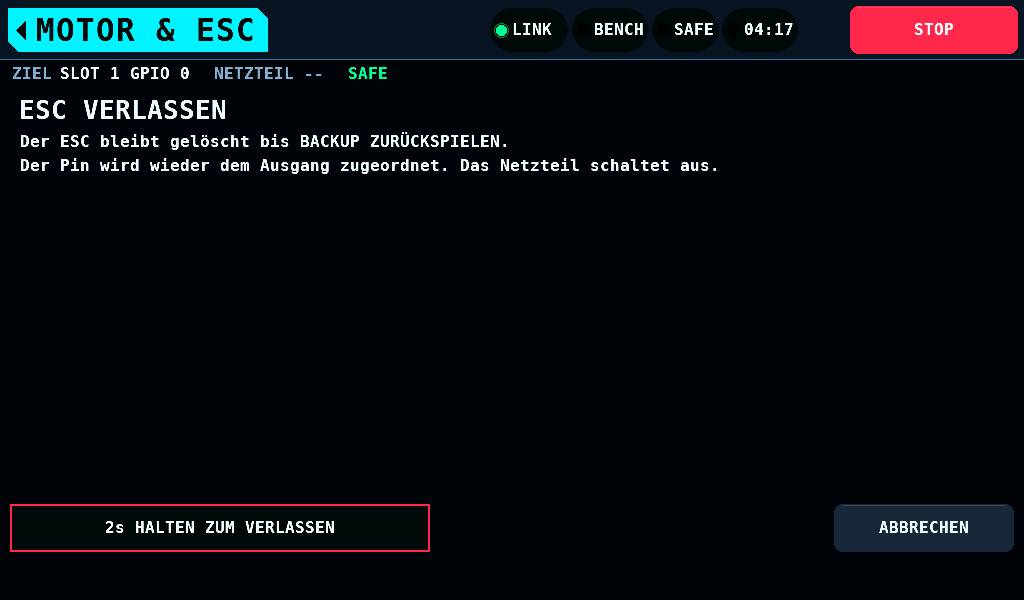 MOTOR & ESC
LINK
BENCH
SAFE
04:17
STOP
ZIEL SLOT 1 GPIO 0 NETZTEIL -- SAFE
ESC VERLASSEN
Der ESC bleibt gelöscht bis BACKUP ZURÜCKSPIELEN.
Der Pin wird wieder dem Ausgang zugeordnet. Das Netzteil schaltet aus.
2s HALTEN ZUM VERLASSEN
ABBRECHEN